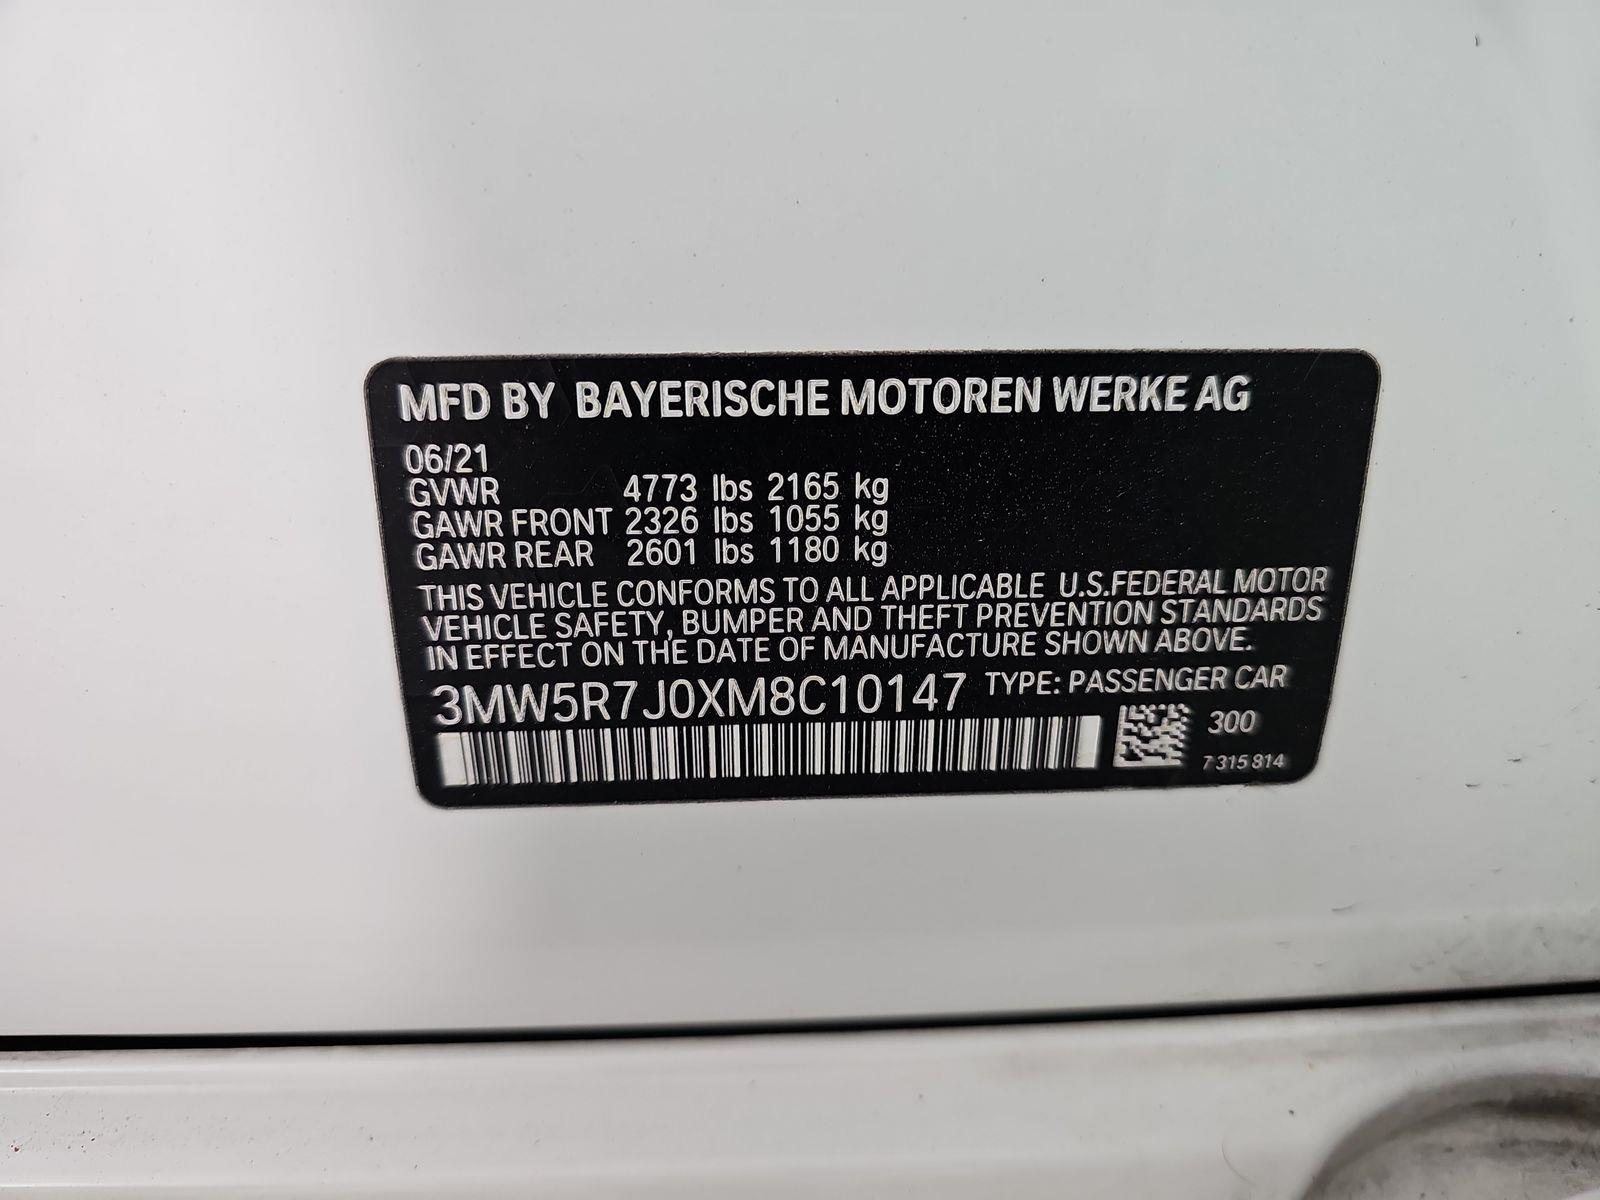 MFD BY BAYERISCHE MOTOREN WERKE AG
06/21
GVWR 4773 lbs 2165 kg
GAWR FRONT 2326 lbs 1055 kg
GAWR REAR 2601 lbs 1180 kg
THIS VEHICLE CONFORMS TO ALL APPLICABLE U.S.FEDERAL MOTOR
VEHICLE SAFETY, BUMPER AND THEFT PREVENTION STANDARDS
IN EFFECT ON THE DATE OF MANUFACTURE SHOWN ABOVE.
3MW5R7J0XM8C10147 TYPE: PASSENGER CAR
300
7 315 814